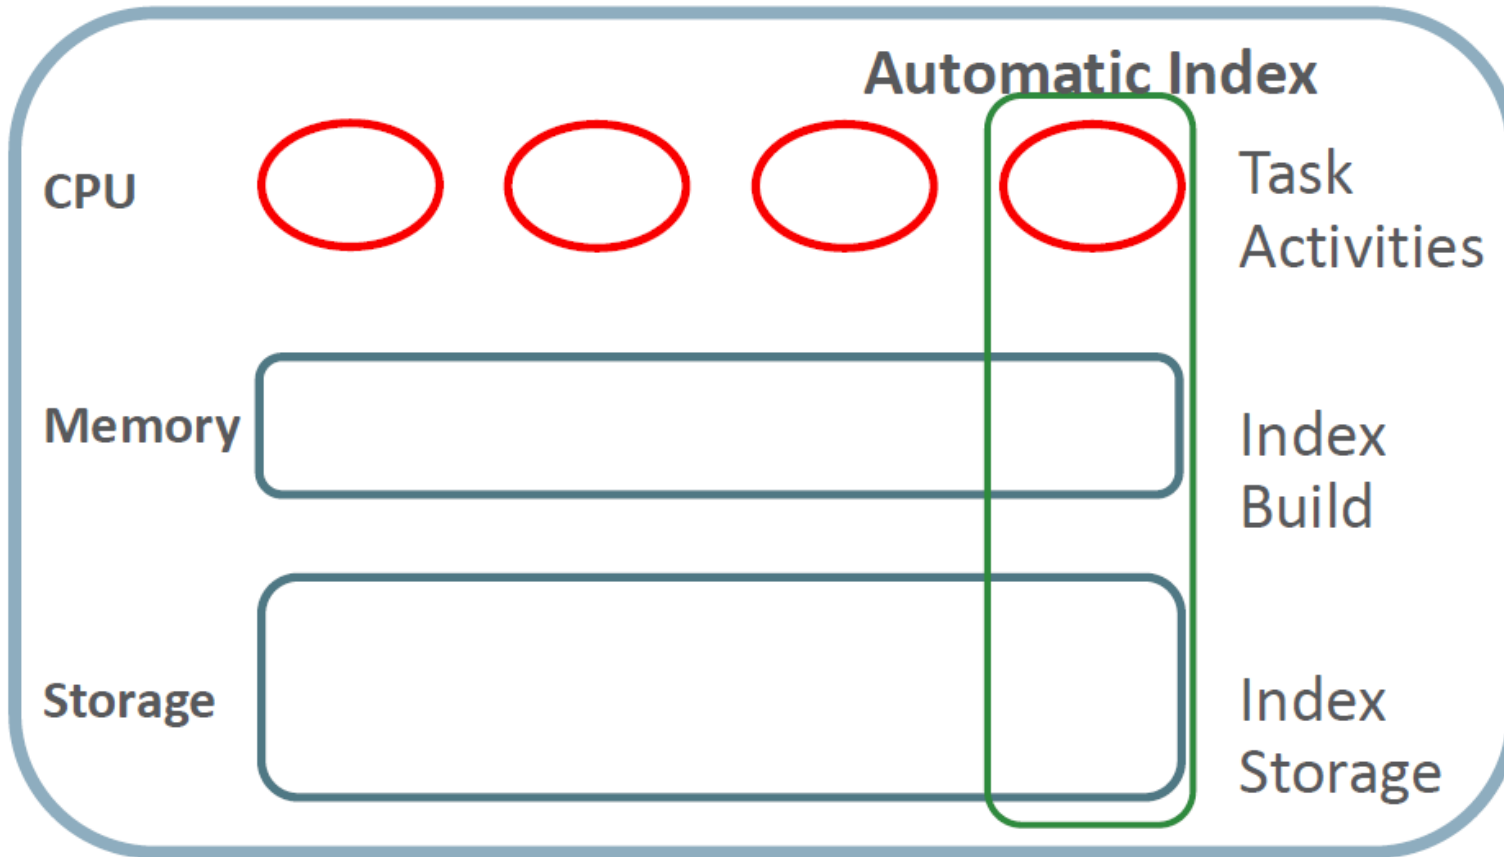 Automatic Index
CPU
Task
Activities
Memory
Index
Build
Storage
Index
Storage